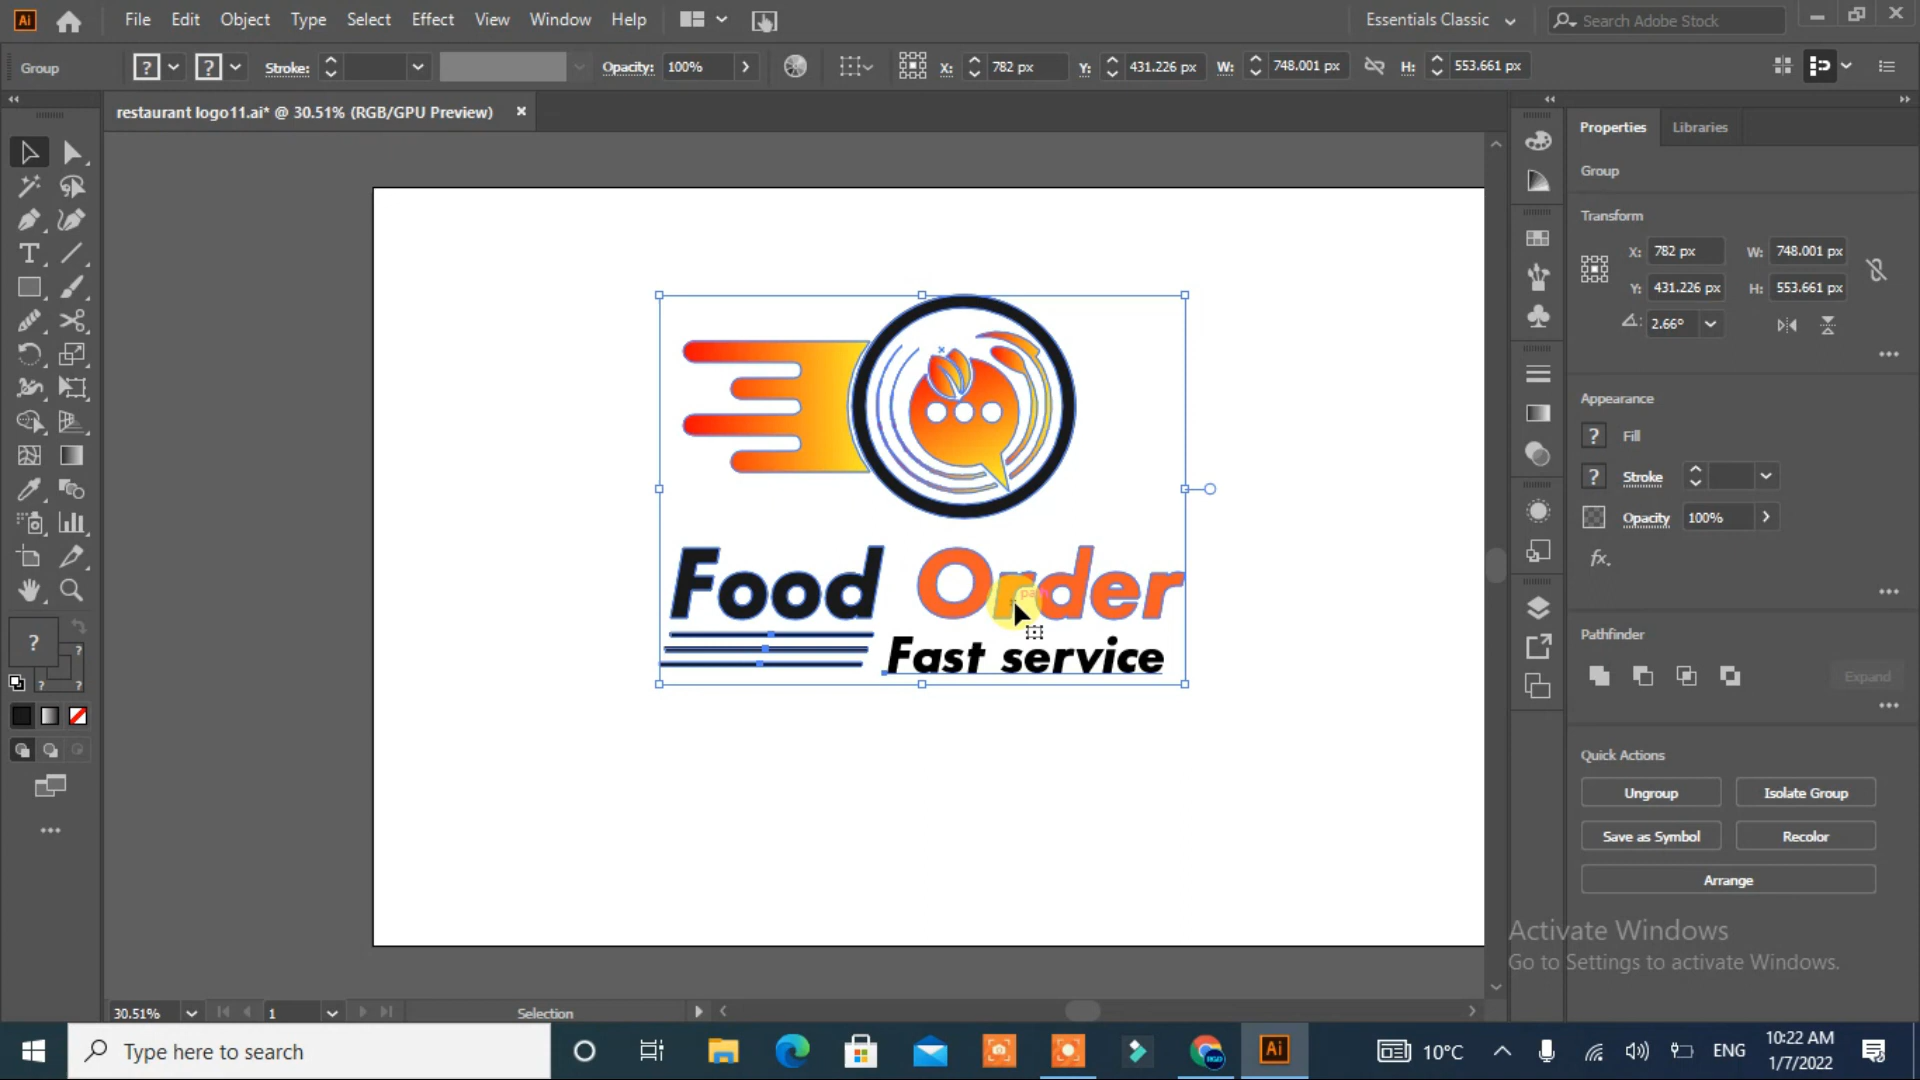 Ai File Edit Object Type Select Effect View Window Help Essentials Classic Search Adobe Stock
Group ? ? Stroke: Opacity: 100% X: 782 px Y: 431.226 px W: 748.001 px H: 553.661 px
restaurant logo11.ai* @ 30.51% (RGB/GPU Preview)
Properties Libraries
Group
Transform
X: 782 px W: 748.001 px
Y: 431.226 px H: 553.661 px
2.66°
Appearance
? Fill
? Stroke
Opacity 100%
fx.
Food Order
path
Fast service
Pathfinder
Expand
Quick Actions
Ungroup Isolate Group
Save as Symbol Recolor
Arrange
? ? ? ?
Activate Windows
Go to Settings to activate Windows.
30.51% 1 Selection
Type here to search Ai 10°C ENG 10:22 AM
1/7/2022